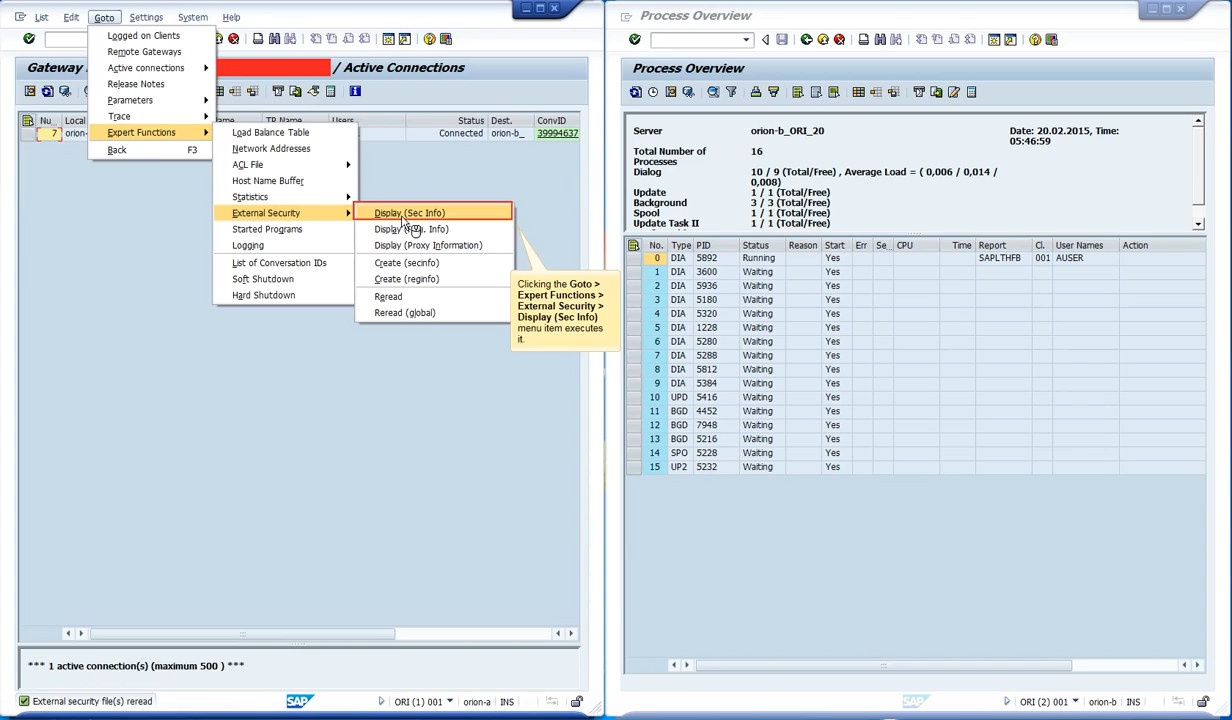 List Edit Goto Settings System Help
Gateway
/ Active Connections
Nu... Local
ame TP Name Users Status Dest. ConvID
7 orion-
Connected orion-b_ 39994637
Logged on Clients
Remote Gateways
Active connections
Release Notes
Parameters
Trace
Expert Functions
Back F3
Load Balance Table
Network Addresses
ACL File
Host Name Buffer
Statistics
External Security
Started Programs
Logging
List of Conversation IDs
Soft Shutdown
Hard Shutdown
Display (Sec Info)
Display Info)
Display (Proxy Information)
Create (secinfo)
Create (reginfo)
Reread
Reread (global)
Clicking the Goto >
Expert Functions >
External Security >
Display (Sec Info)
menu item executes
it.
*** 1 active connection(s) (maximum 500 ) ***
External security file(s) reread
SAP
ORI (1) 001 orion-a INS
Process Overview
Process Overview
Server orion-b_ORI_20 Date: 20.02.2015, Time:
05:46:59
Total Number of 16
Processes
Dialog 10 / 9 (Total/Free) , Average Load = ( 0,006 / 0,014 /
0,008)
Update 1 / 1 (Total/Free)
Background 3 / 3 (Total/Free)
Spool 1 / 1 (Total/Free)
Update Task II 1 / 1 (Total/Free)
No. Type PID Status Reason Start Err Se... CPU Time Report Cl. User Names Action
0 DIA 5892 Running Yes SAPLTHFB 001 AUSER
1 DIA 3600 Waiting Yes
2 DIA 5936 Waiting Yes
3 DIA 5180 Waiting Yes
4 DIA 5320 Waiting Yes
5 DIA 1228 Waiting Yes
6 DIA 5280 Waiting Yes
7 DIA 5288 Waiting Yes
8 DIA 5812 Waiting Yes
9 DIA 5384 Waiting Yes
10 UPD 5416 Waiting Yes
11 BGD 4452 Waiting Yes
12 BGD 7948 Waiting Yes
13 BGD 5216 Waiting Yes
14 SPO 5228 Waiting Yes
15 UP2 5232 Waiting Yes
SAP
ORI (2) 001 orion-b INS